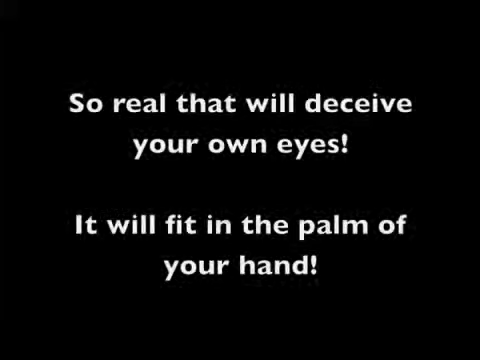 So real that will deceive
your own eyes!
It will fit in the palm of
your hand!